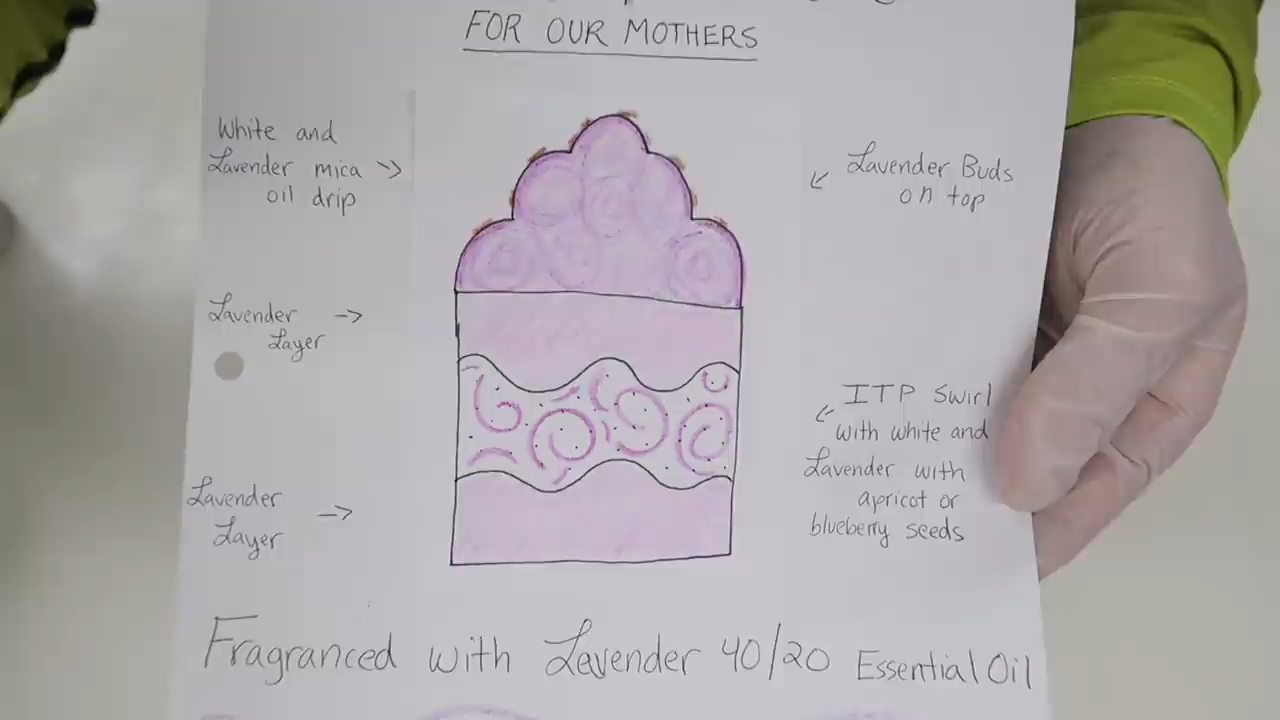 FOR OUR MOTHERS
White and
Lavender mica
oil drip
Lavender Buds
on top
Lavender
Layer
ITP Swirl
with white and
Lavender with
apricot or
blueberry seeds
Lavender
Layer
Fragranced with Lavender 40/20 Essential Oil